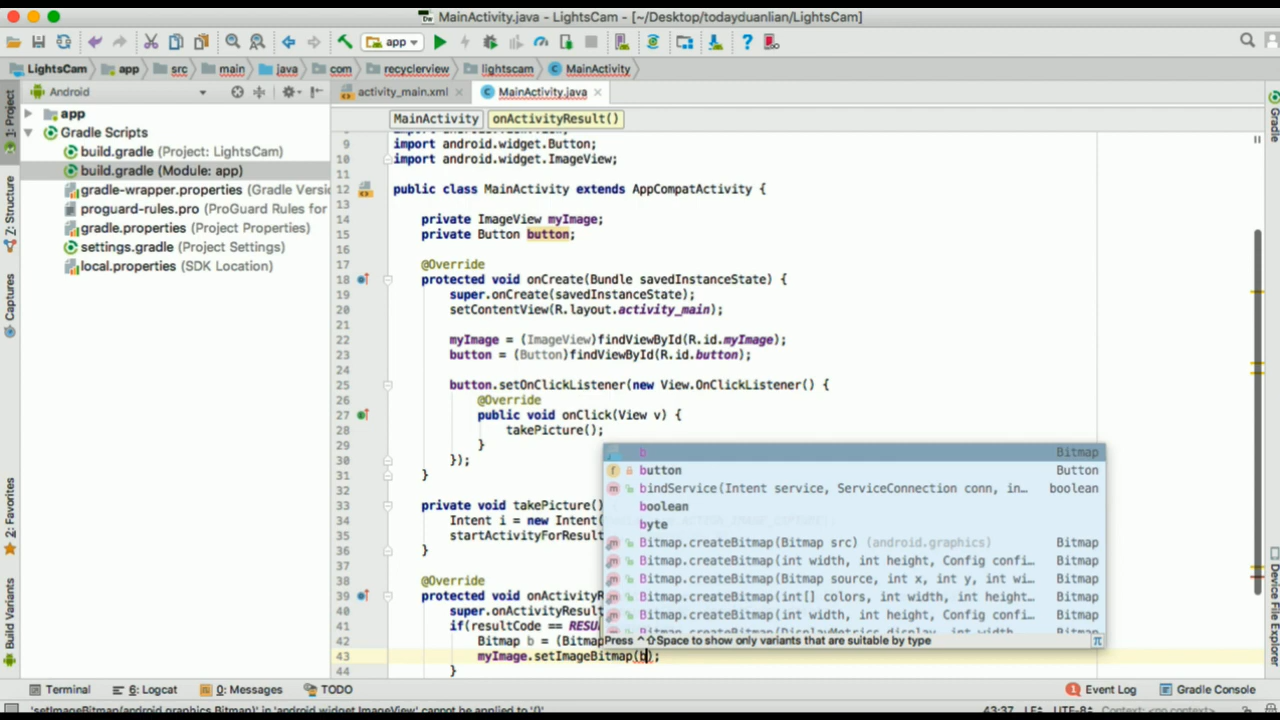 MainActivity.java - LightsCam - [~/Desktop/todayduanlian/LightsCam]
app
LightsCam app src main java com recyclerview lightscam MainActivity
Android
activity_main.xml MainActivity.java
MainActivity onActivityResult()
1: Project
7: Structure
Captures
2: Favorites
Build Variants
app
Gradle Scripts
build.gradle (Project: LightsCam)
build.gradle (Module: app)
gradle-wrapper.properties (Gradle Versio
proguard-rules.pro (ProGuard Rules for
gradle.properties (Project Properties)
settings.gradle (Project Settings)
local.properties (SDK Location)
9 import android.widget.Button;
10 import android.widget.ImageView;
11
12 public class MainActivity extends AppCompatActivity {
13
14 private ImageView myImage;
15 private Button button;
16
17 @Override
18 protected void onCreate(Bundle savedInstanceState) {
19 super.onCreate(savedInstanceState);
20 setContentView(R.layout.activity_main);
21
22 myImage = (ImageView)findViewById(R.id.myImage);
23 button = (Button)findViewById(R.id.button);
24
25 button.setOnClickListener(new View.OnClickListener() {
26 @Override
27 public void onClick(View v) {
28 takePicture();
29 }
30 });
31 }
32
33 private void takePicture()
34 Intent i = new Intent(
35 startActivityForResult
36 }
37
38 @Override
39 protected void onActivityR
40 super.onActivityResul
41 if(resultCode == RESU
42 Bitmap b = (Bitmap
43 myImage.setImageBitmap(b);
44 }
b Bitmap
button Button
bindService(Intent service, ServiceConnection conn, in... boolean
boolean
byte
Bitmap.createBitmap(Bitmap src) (android.graphics) Bitmap
Bitmap.createBitmap(int width, int height, Config confi... Bitmap
Bitmap.createBitmap(Bitmap source, int x, int y, int wi... Bitmap
Bitmap.createBitmap(int[] colors, int width, int height... Bitmap
Bitmap.createBitmap(int width, int height, Config confi... Bitmap
Press ^⇧Space to show only variants that are suitable by type π
Gradle
Device File Explorer
Terminal 6: Logcat 0: Messages TODO Event Log Gradle Console
'setImageBitmap(android.graphics.Bitmap)' in 'android.widget.ImageView' cannot be applied to '()' 43:37 LF÷ UTF-8÷ Context: <no context>